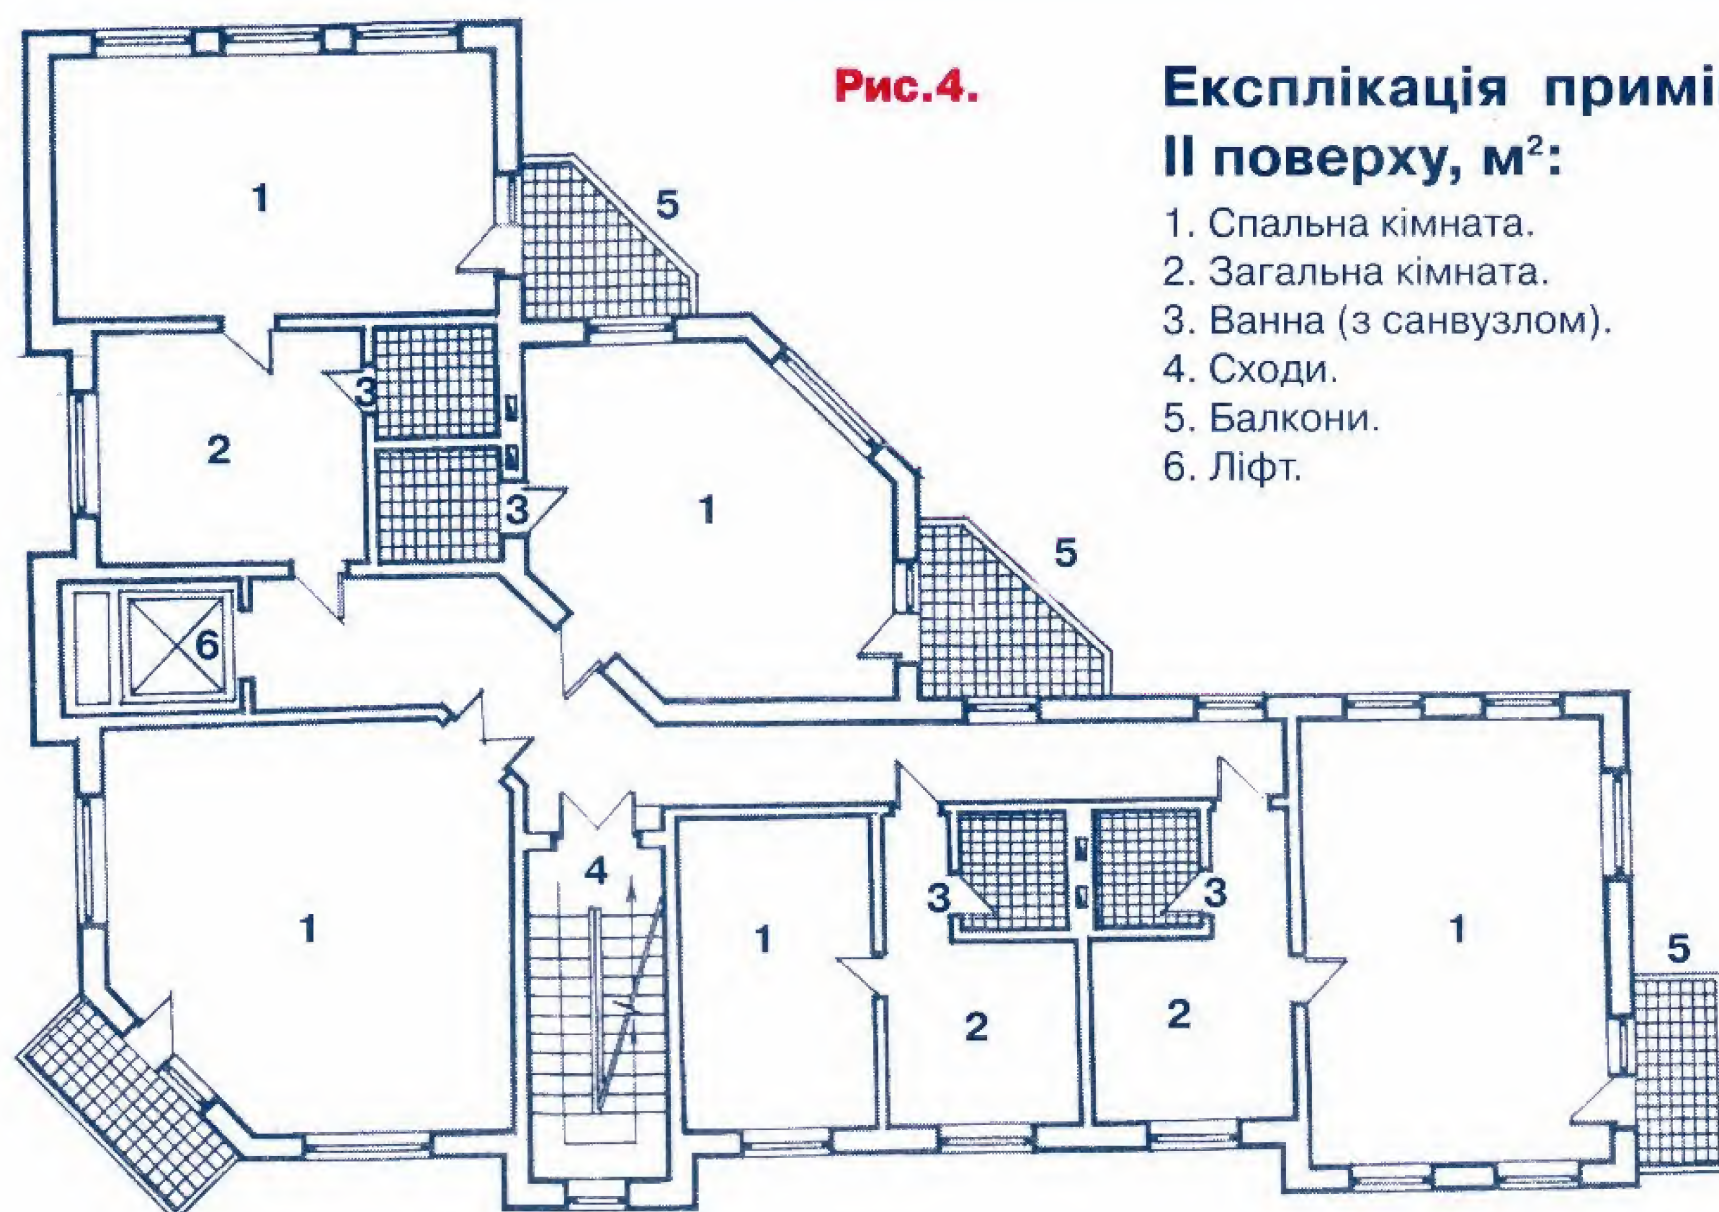 Рис.4.
Експлікація примі
II поверху, м²:
1. Спальна кімната.
2. Загальна кімната.
3. Ванна (з санвузлом).
4. Сходи.
5. Балкони.
6. Ліфт.
1
5
3
2
1
3
5
6
4
1
1
3
3
1
5
2
2